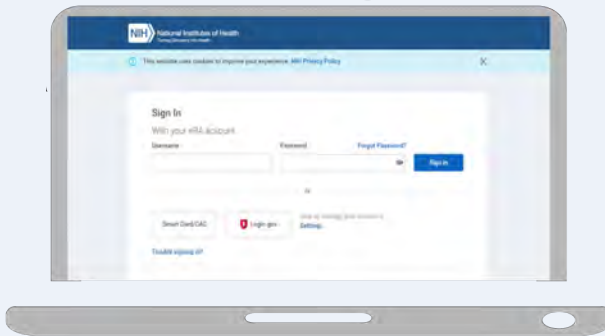 NIH National Institutes of Health
This website uses cookies to improve your experience. NIH Privacy Policy
Sign In
With your eRA account
Username Password Forgot Password?
Sign in
or
Smart Card/CAC Login.gov
Settings
Trouble signing in?